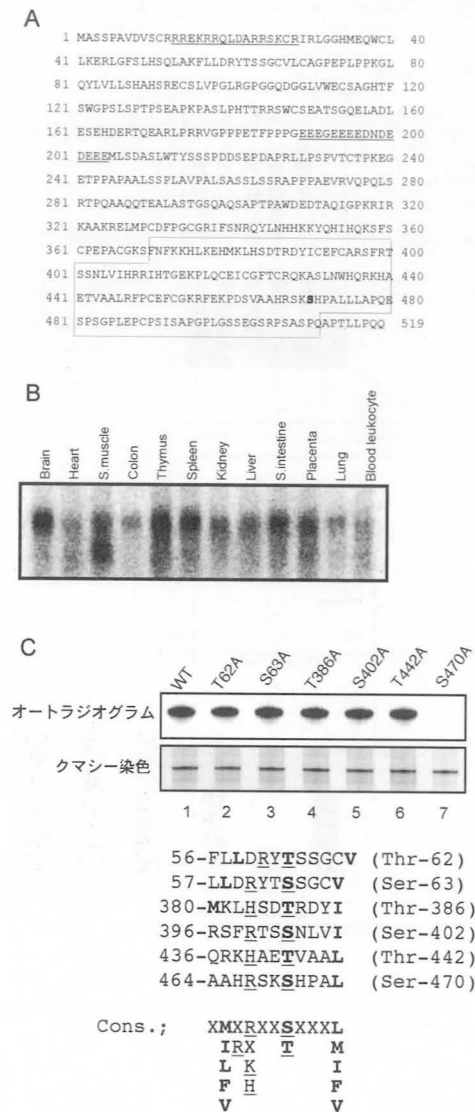 A
1 MASSPAVDVSCRRREKRRQLDARRSKCRIRLGGHMEQWCL 40
41 LKERLGFSLHSQLAKFLLDRYTSSGCVLCAGPEPLPPKGL 80
81 QYLVLLSHAHSRECSLVPGLRGPGGQDGGLVWECSAGHTF 120
121 SWGPSLSPTPSEAPKPASLPHTTRRSWCSEATSGQELADL 160
161 ESEHDERTQEARLPRRVGPPPETFPPPGEEEGEEEEDNDE 200
201 DEEEMLSDASLWTYSSSPDDSEPDAPRLLPSPVTCTPKEG 240
241 ETPPAPAALSSPLAVPALSASSLSSRAPPPAEVRVQPQLS 280
281 RTPQAAQQTEALASTGSQAQSAPTPAWDEDTAQIGPKRIR 320
321 KAAKRELMPCDFPGCGRIFSNRQYLNHHKKYQHIHQKSFS 360
361 CPEPACGKSFNFKKHLKEHMKLHSDTRDYICEFCARSFRT 400
401 SSNLVIHRRIHTGEKPLQCEICGFTCRQKASLNWHQRKHA 440
441 ETVAALRFPCEFCGKRFEKPDSVAAHRSKSHPALLLAPQE 480
481 SPSGPLEPCPSISAPGPLGSSEGSRPSASPQAPTLLPQQ 519
B
Brain Heart S.muscle Colon Thymus Spleen Kidney Liver S.intestine Placenta Lung Blood leukocyte
C
WT T62A S63A T386A S402A T442A S470A
オートラジオグラム
クマシー染色
1 2 3 4 5 6 7
56-FLLDRYTSSGCV (Thr-62)
57-LLDRYTSSGCV (Ser-63)
380-MKLHSDTRDYI (Thr-386)
396-RSFRTSSNLVI (Ser-402)
436-QRKHAETVAAL (Thr-442)
464-AAHRSKSHPAL (Ser-470)
Cons.; XMXRXXSXXXL
IRX T M
L K I
F H F
V V